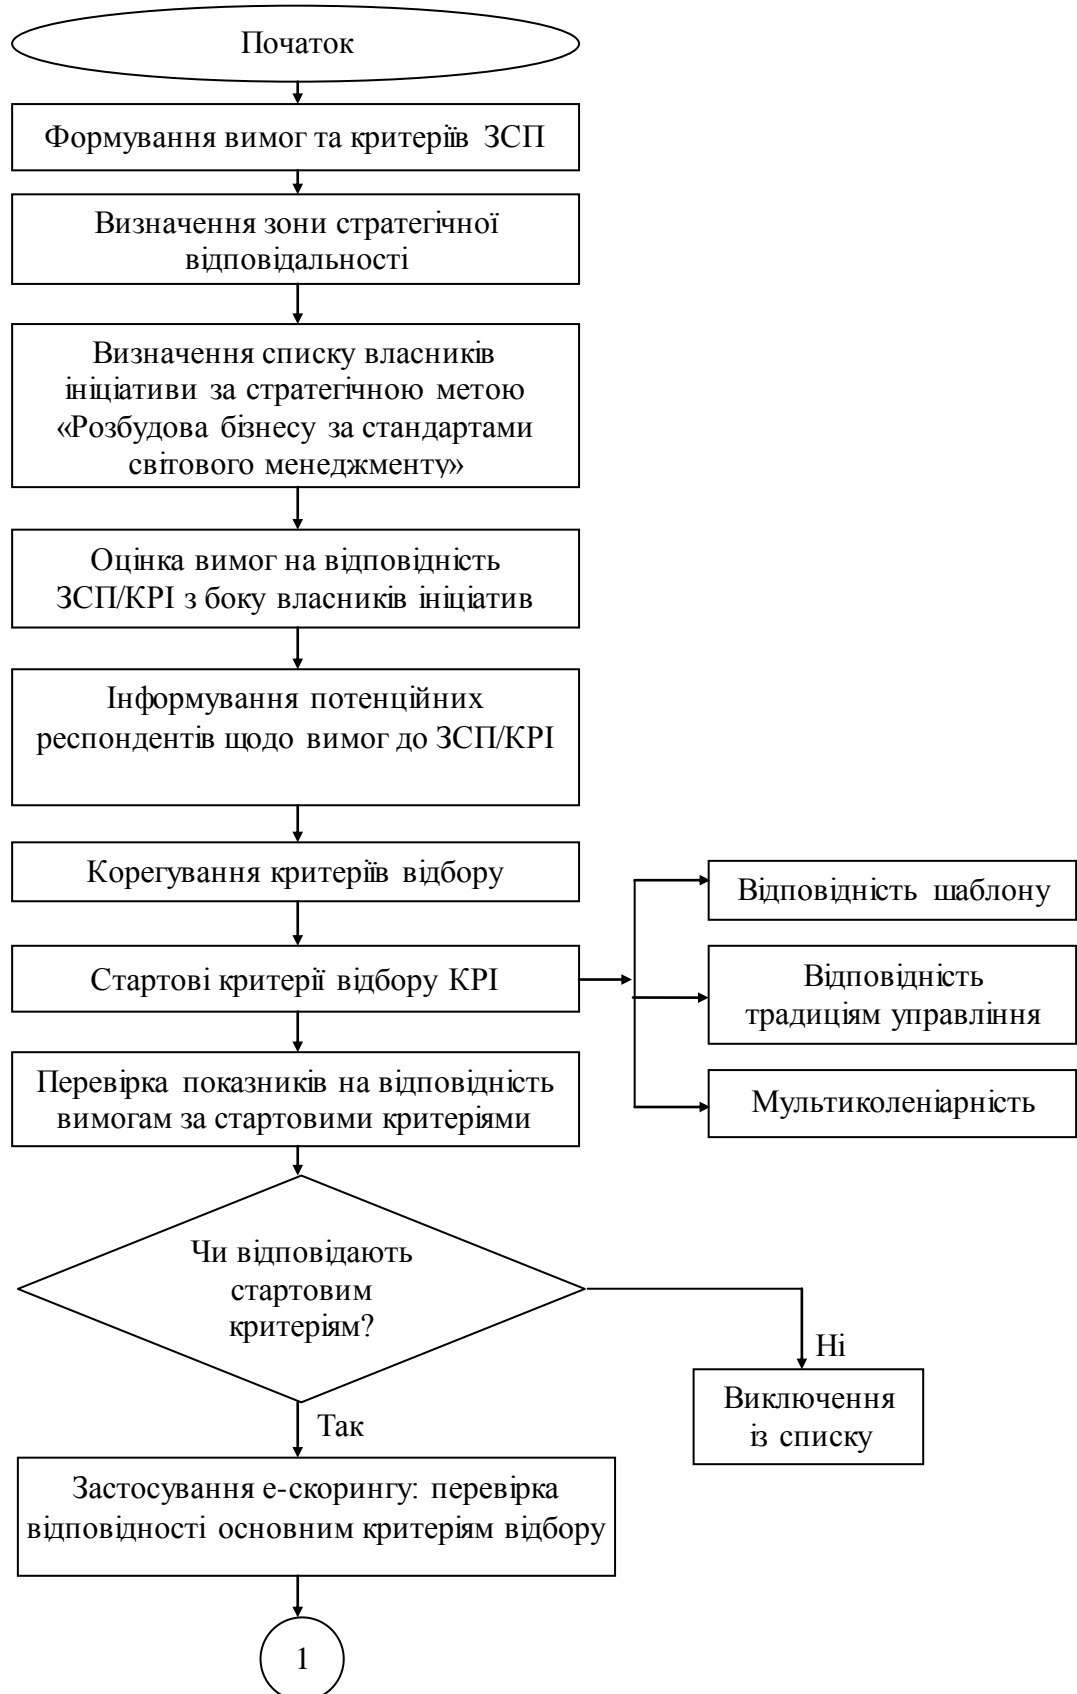 Початок
Формування вимог та критеріїв ЗСП
Визначення зони стратегічної
відповідальності
Визначення списку власників
ініціативи за стратегічною метою
«Розбудова бізнесу за стандартами
світового менеджменту»
Оцінка вимог на відповідність
ЗСП/КРІ з боку власників ініціатив
Інформування потенційних
респондентів щодо вимог до ЗСП/КРІ
Корегування критеріїв відбору
Стартові критерії відбору КРІ
Відповідність шаблону
Відповідність
традиціям управління
Мультиколеніарність
Перевірка показників на відповідність
вимогам за стартовими критеріями
Чи відповідають
стартовим
критеріям?
Ні
Виключення
із списку
Так
Застосування е-скорингу: перевірка
відповідності основним критеріям відбору
1